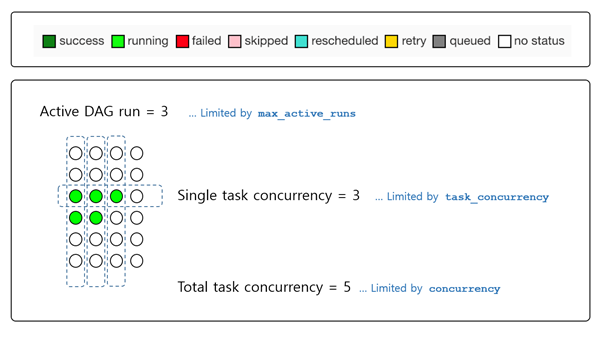 success running failed skipped rescheduled retry queued no status
Active DAG run = 3 ... Limited by max_active_runs
Single task concurrency = 3 ... Limited by task_concurrency
Total task concurrency = 5 ... Limited by concurrency